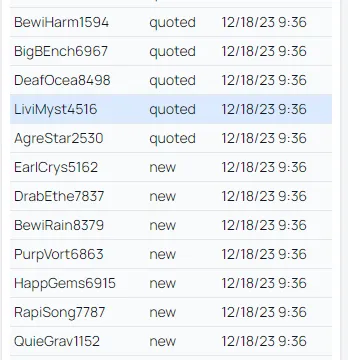 BewiHarm1594 quoted 12/18/23 9:36
BigBEnch6967 quoted 12/18/23 9:36
DeafOcea8498 quoted 12/18/23 9:36
LiviMyst4516 quoted 12/18/23 9:36
AgreStar2530 quoted 12/18/23 9:36
EarlCrys5162 new 12/18/23 9:36
DrabEthe7837 new 12/18/23 9:36
BewiRain8379 new 12/18/23 9:36
PurpVort6863 new 12/18/23 9:36
HappGems6915 new 12/18/23 9:36
RapiSong7787 new 12/18/23 9:36
QuieGrav1152 new 12/18/23 9:36